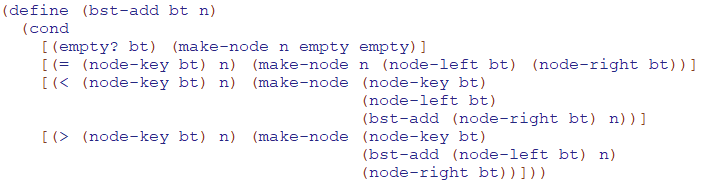 (define (bst-add bt n)
  (cond
    [(empty? bt) (make-node n empty empty)]
    [(= (node-key bt) n) (make-node n (node-left bt) (node-right bt))]
    [(< (node-key bt) n) (make-node (node-key bt)
                                    (node-left bt)
                                    (bst-add (node-right bt) n))]
    [(> (node-key bt) n) (make-node (node-key bt)
                                    (bst-add (node-left bt) n)
                                    (node-right bt))]))